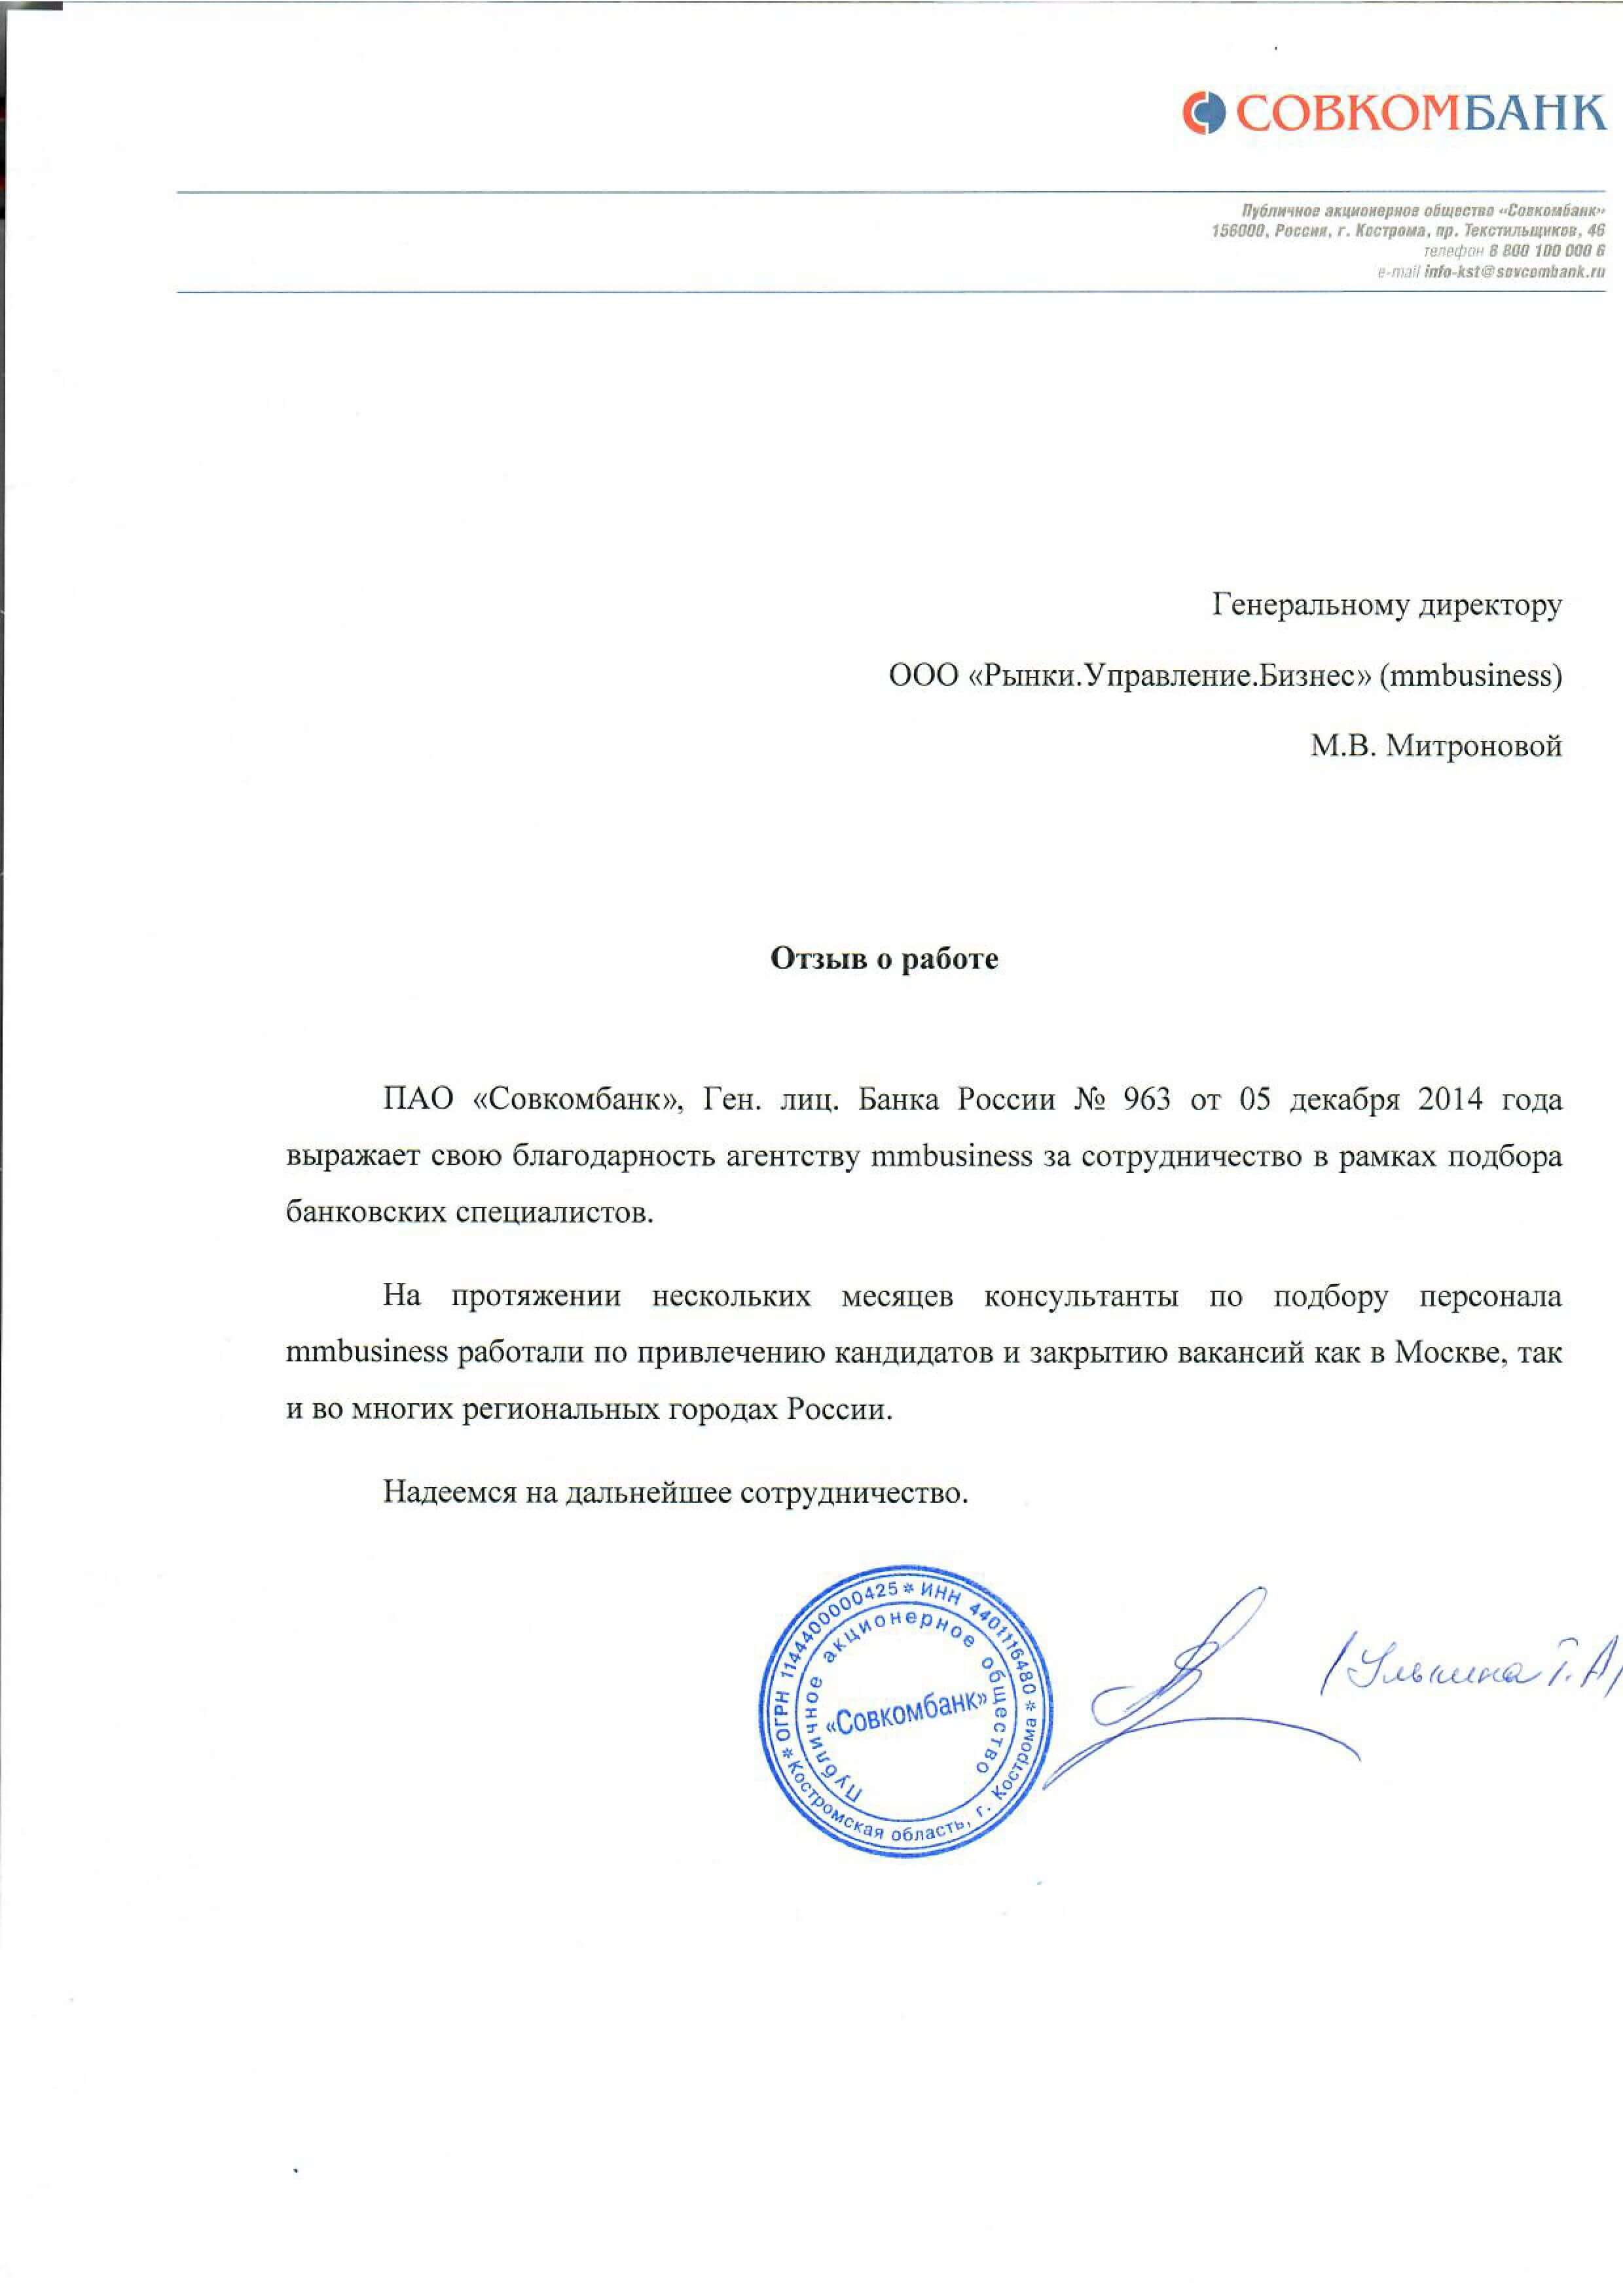 СОВКОМБАНК
Публичное акционерное общество «Совкомбанк»
156000, Россия, г. Кострома, пр. Текстильщиков, 46
телефон 8 800 100 000 6
e-mail info-kst@sovcombank.ru
Генеральному директору
ООО «Рынки.Управление.Бизнес» (mmbusiness)
М.В. Митроновой
Отзыв о работе
ПАО «Совкомбанк», Ген. лиц. Банка России № 963 от 05 декабря 2014 года
выражает свою благодарность агентству mmbusiness за сотрудничество в рамках подбора
банковских специалистов.
На протяжении нескольких месяцев консультанты по подбору персонала
mmbusiness работали по привлечению кандидатов и закрытию вакансий как в Москве, так
и во многих региональных городах России.
Надеемся на дальнейшее сотрудничество.
* ОГРН 1144400000425 * ИНН 4401116480
* Костромская область, г. Кострома *
Публичное акционерное общество
«Совкомбанк»
Т.А